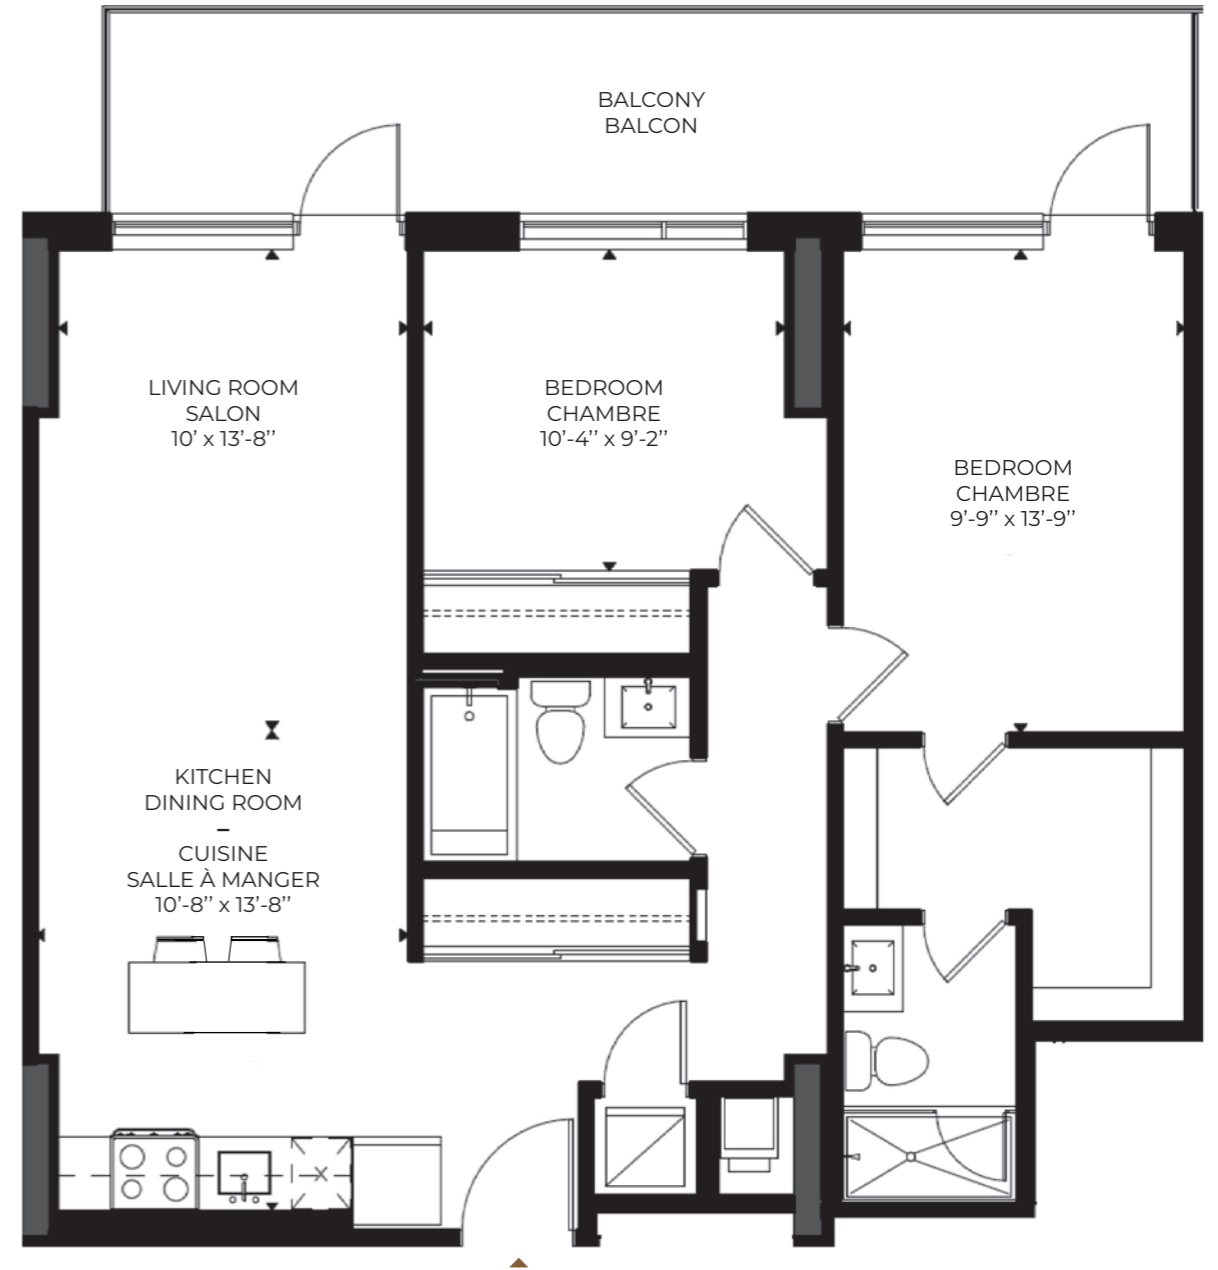 BALCONY
BALCON
LIVING ROOM
SALON
10’ x 13’-8’’
BEDROOM
CHAMBRE
10’-4’’ x 9’-2’’
BEDROOM
CHAMBRE
9’-9’’ x 13’-9’’
KITCHEN
DINING ROOM
–
CUISINE
SALLE À MANGER
10’-8’’ x 13’-8’’